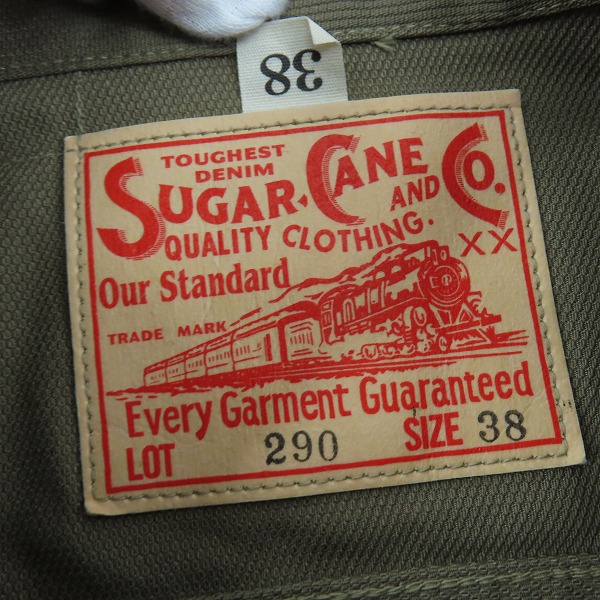 38
TOUGHEST
DENIM
SUGAR CANE AND CO.
QUALITY CLOTHING.
XX
Our Standard
TRADE MARK
Every Garment Guaranteed
LOT 290 SIZE 38